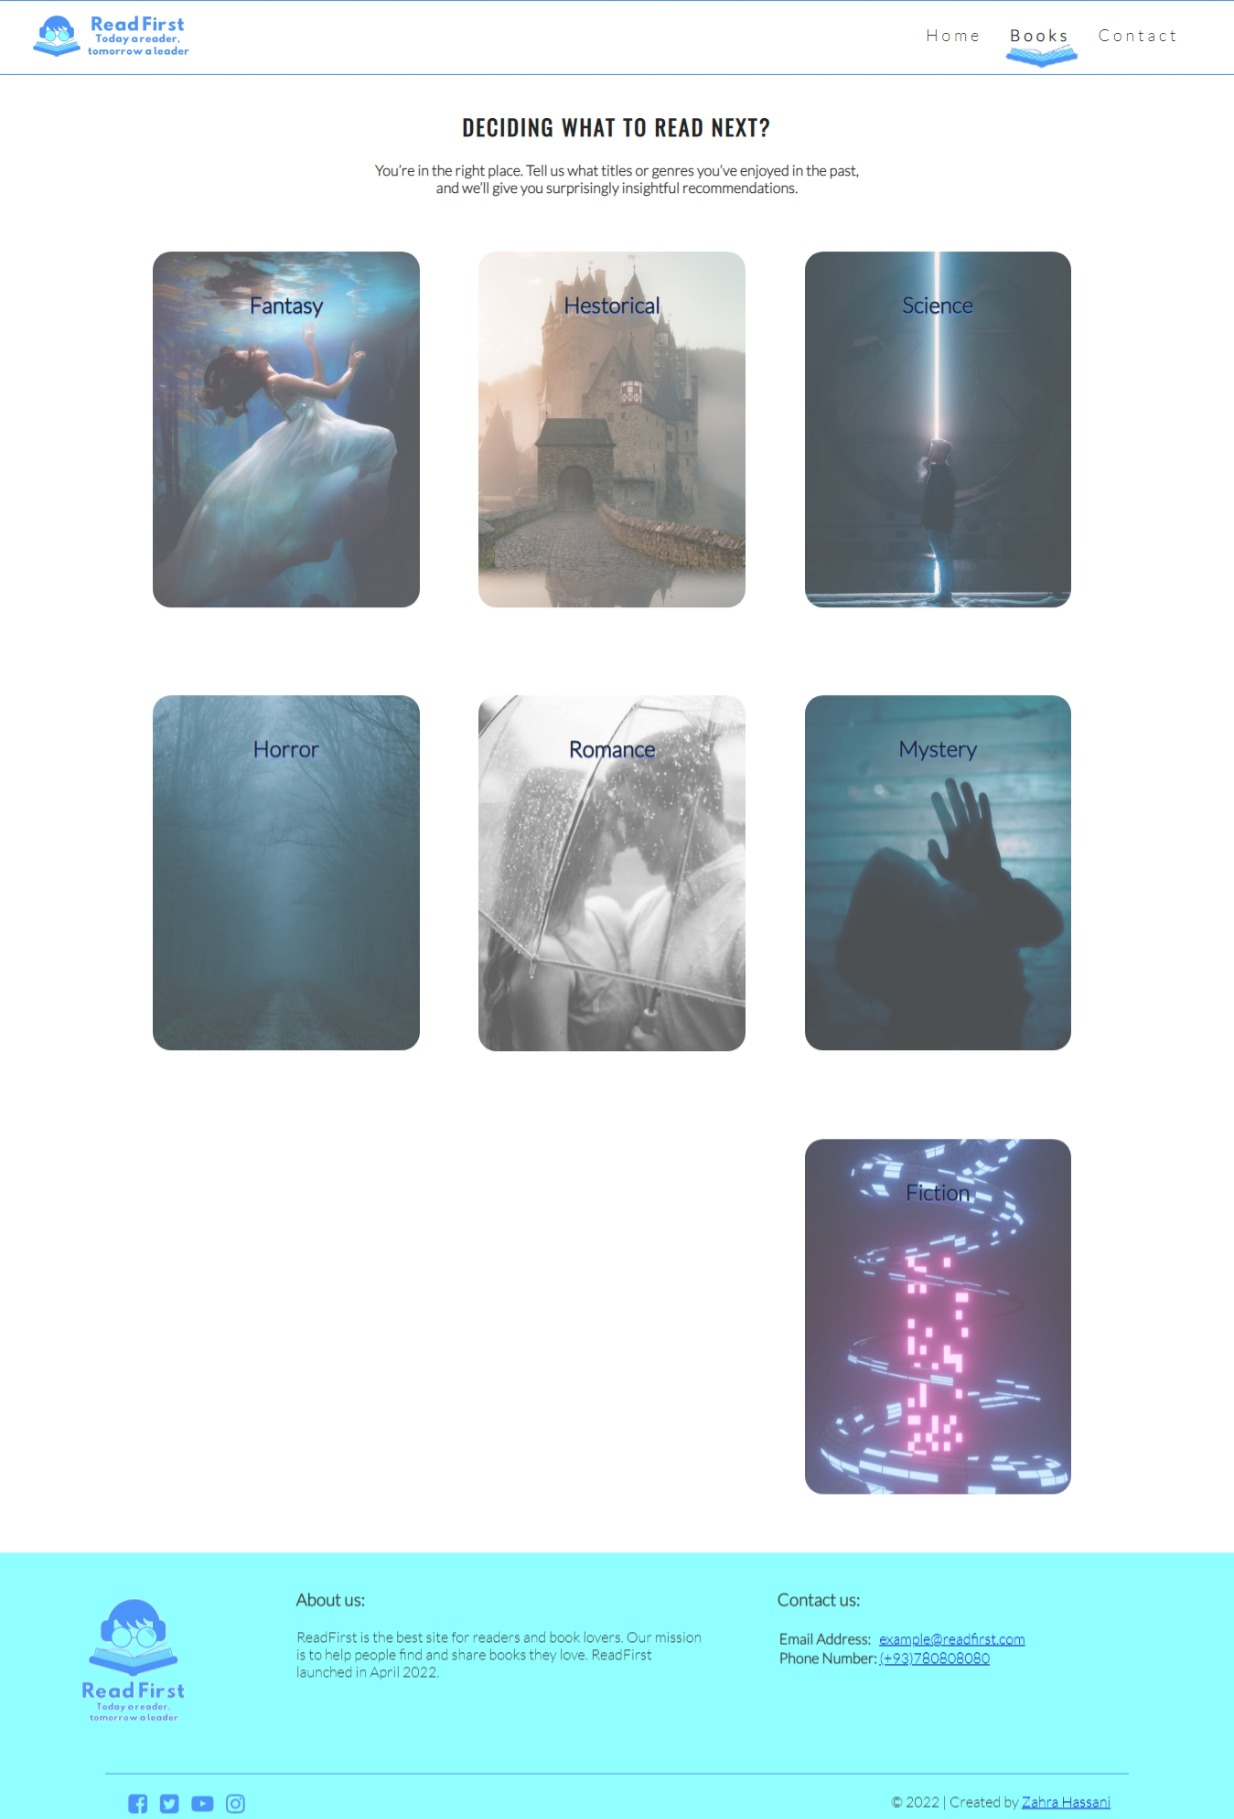 Read First
Today a reader,
tomorrow a leader
Home Books Contact
DECIDING WHAT TO READ NEXT?
You're in the right place. Tell us what titles or genres you've enjoyed in the past,
and we'll give you surprisingly insightful recommendations.
Fantasy
Hestorical
Science
Horror
Romance
Mystery
Fiction
Read First
Today a reader,
tomorrow a leader
About us:
ReadFirst is the best site for readers and book lovers. Our mission
is to help people find and share books they love. ReadFirst
launched in April 2022.
Contact us:
Email Address: example@readfirst.com
Phone Number: (+93)780808080
© 2022 | Created by Zahra Hassani